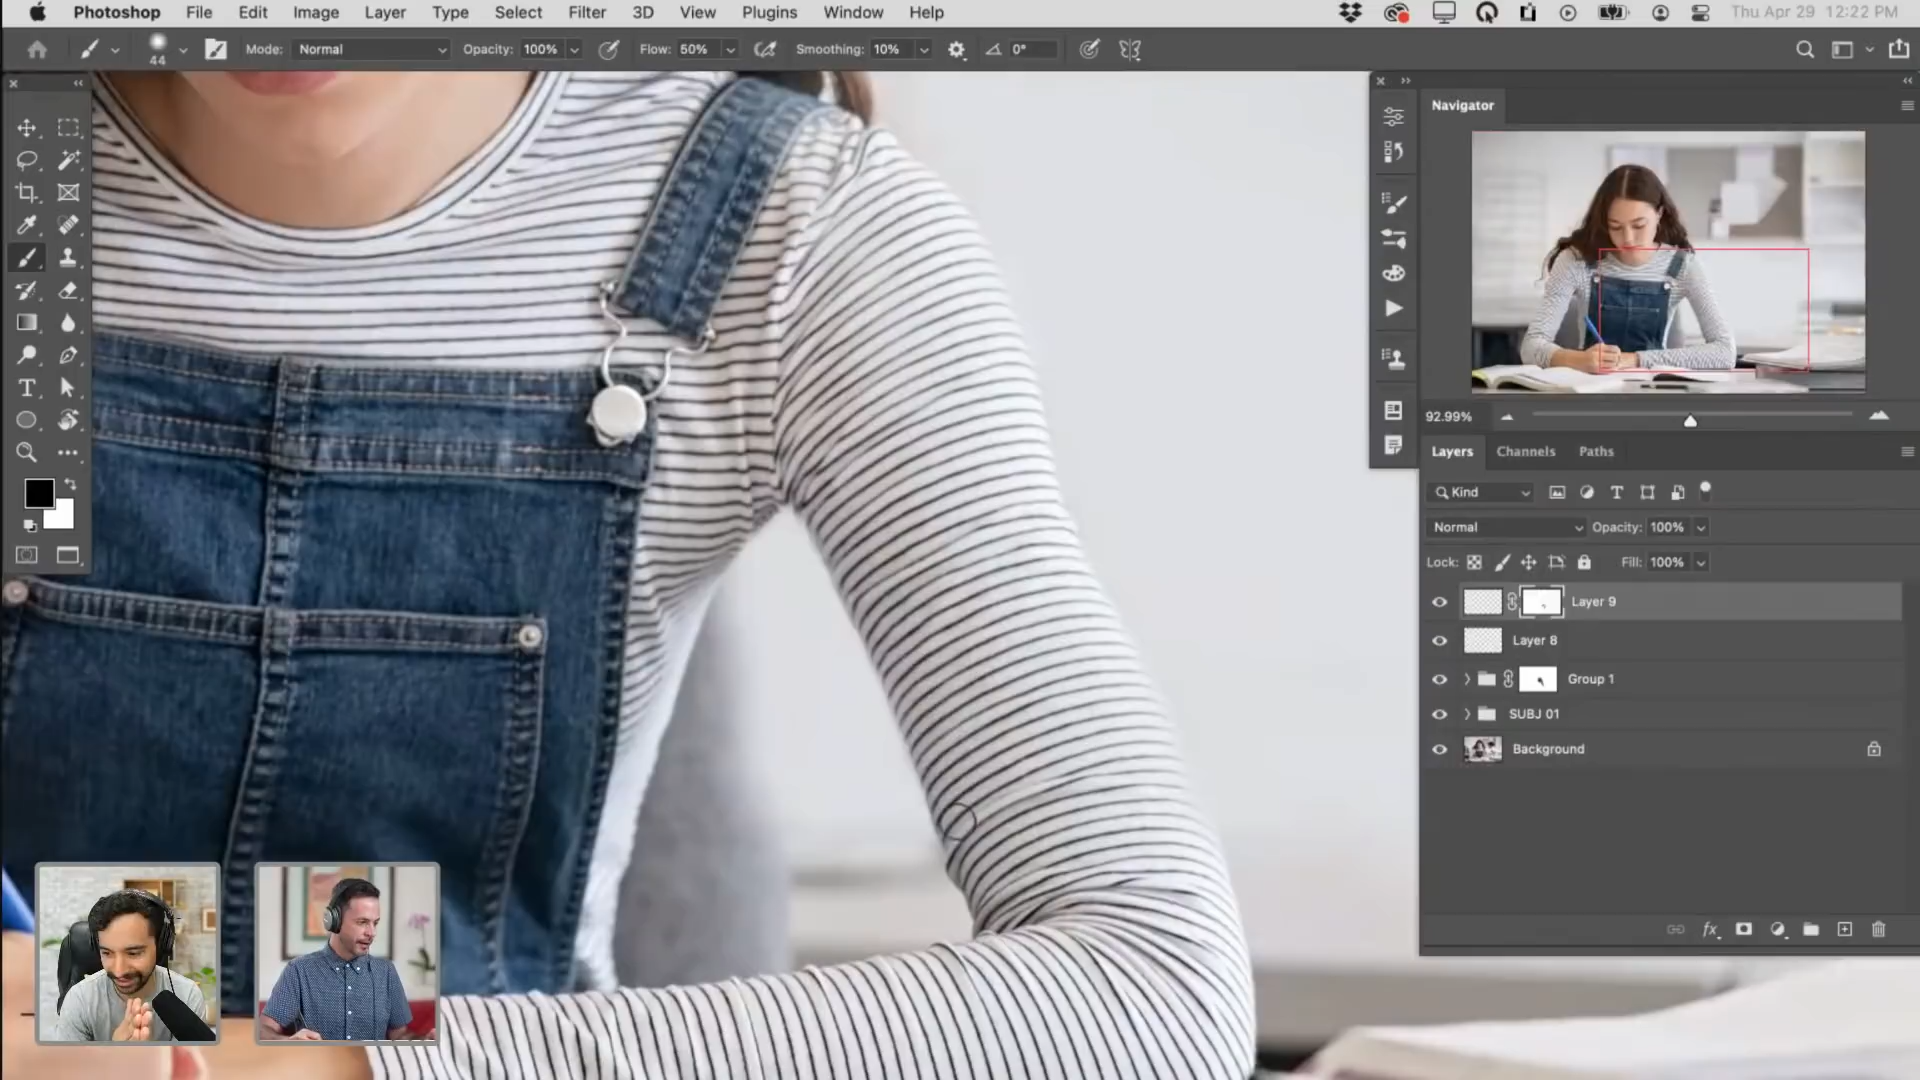 Photoshop File Edit Image Layer Type Select Filter 3D View Plugins Window Help Thu Apr 29 12:22 PM
44 Mode: Normal Opacity: 100% Flow: 50% Smoothing: 10% 0°
Navigator
92.99%
Layers Channels Paths
Kind
Normal Opacity: 100%
Lock: Fill: 100%
Layer 9
Layer 8
Group 1
SUBJ 01
Background
fx